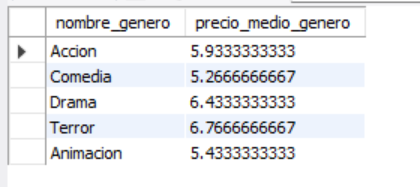 nombre_genero precio_medio_genero
Accion 5.9333333333
Comedia 5.2666666667
Drama 6.4333333333
Terror 6.7666666667
Animacion 5.4333333333